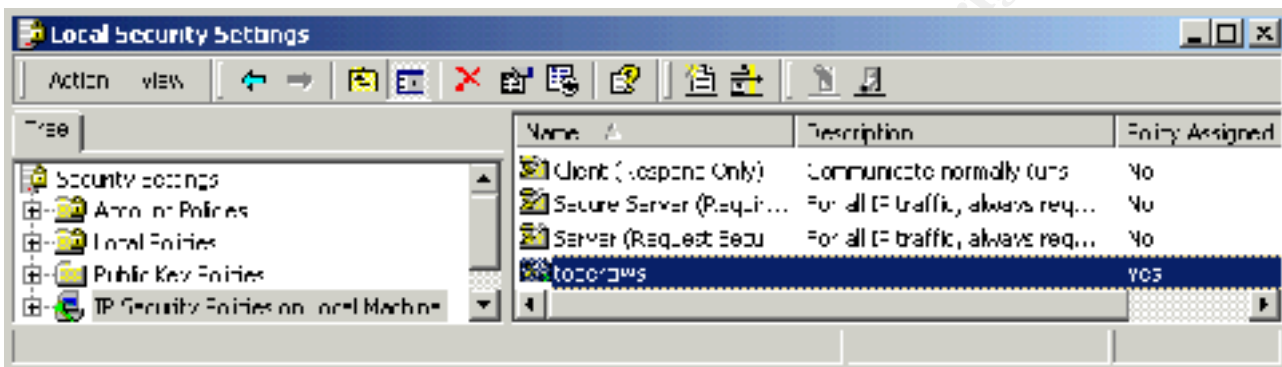 Local Security Settings
Action View
Tree
Name Description Policy Assigned
Security Settings
Account Policies
Local Policies
Public Key Policies
IP Security Policies on Local Machine
Client (Respond Only) Communicate normally (uns No
Secure Server (Requir... For all IP traffic, always req... No
Server (Request Secu For all IP traffic, always req... No
Yes